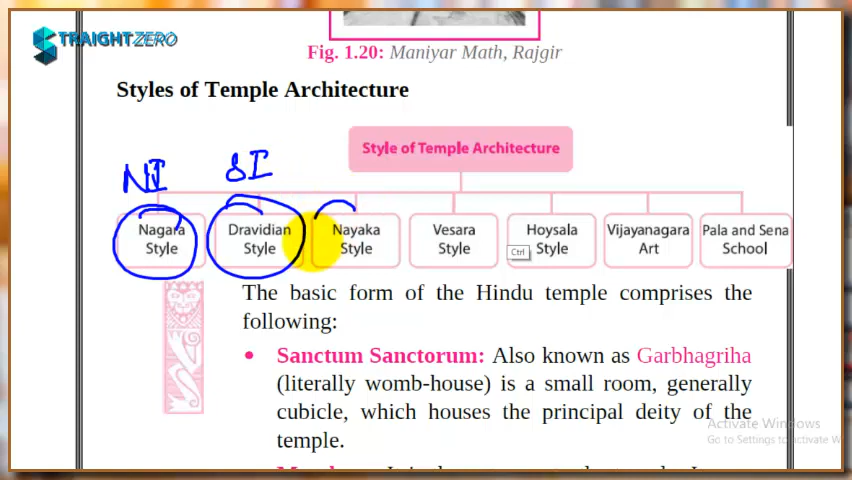 STRAIGHTZERO
Fig. 1.20: Maniyar Math, Rajgir
Styles of Temple Architecture
Style of Temple Architecture
NI
SI
Nagara Style
Dravidian Style
Nayaka Style
Vesara Style
Hoysala Style
Vijayanagara Art
Pala and Sena School
Ctrl
The basic form of the Hindu temple comprises the
following:
• Sanctum Sanctorum: Also known as Garbhagriha
(literally womb-house) is a small room, generally
cubicle, which houses the principal deity of the
temple.
Activate Windows
Go to Settings to activate W